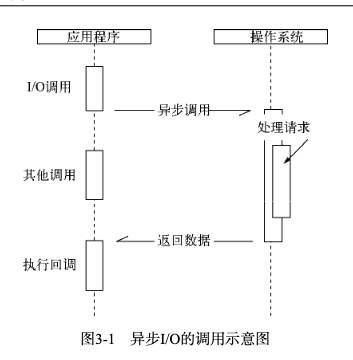 应用程序
操作系统
I/O调用
异步调用
处理请求
其他调用
返回数据
执行回调
图3-1 异步I/O的调用示意图